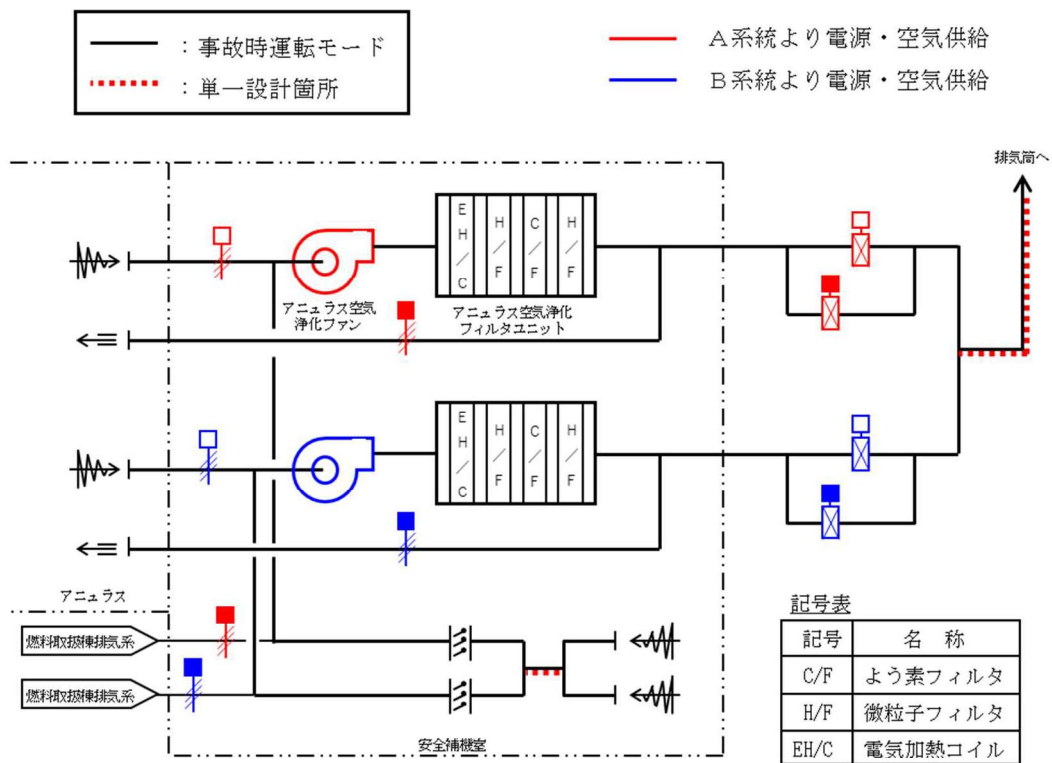 ：事故時運転モード
：単一設計箇所
A系統より電源・空気供給
B系統より電源・空気供給
排気筒へ
EH/C
H/F
C/F
H/F
アニュラス空気
浄化ファン
アニュラス空気浄化
フィルタユニット
EH/C
H/F
C/F
H/F
アニュラス
燃料取扱棟排気系
燃料取扱棟排気系
安全補機室
記号表
記号 名　称
C/F よう素フィルタ
H/F 微粒子フィルタ
EH/C 電気加熱コイル